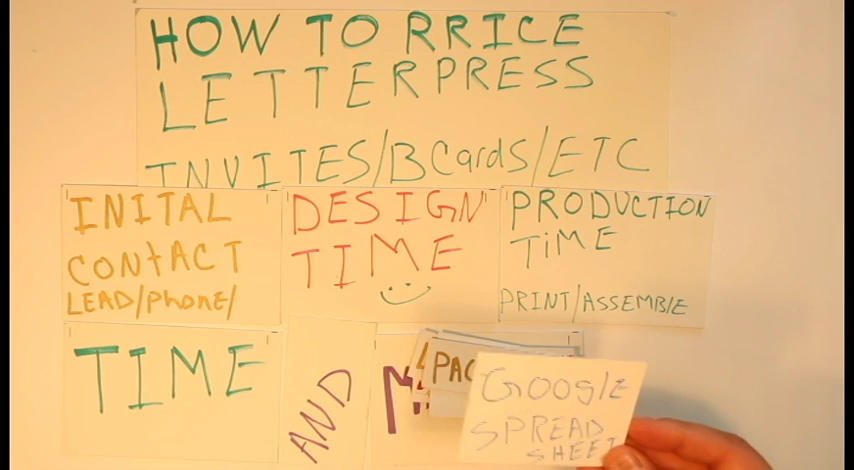 HOW TO RRICE
LETTERPRESS
INVITES/BCardS/ETC
INITAL
CONtACT
LEAD/PhONE/
DESIGN
TIME
PRODUCTION
TiME
PRINT/ASSEMBlE
TIME
AND
M
PAC
GOOGlE
SPREAD
SHEET